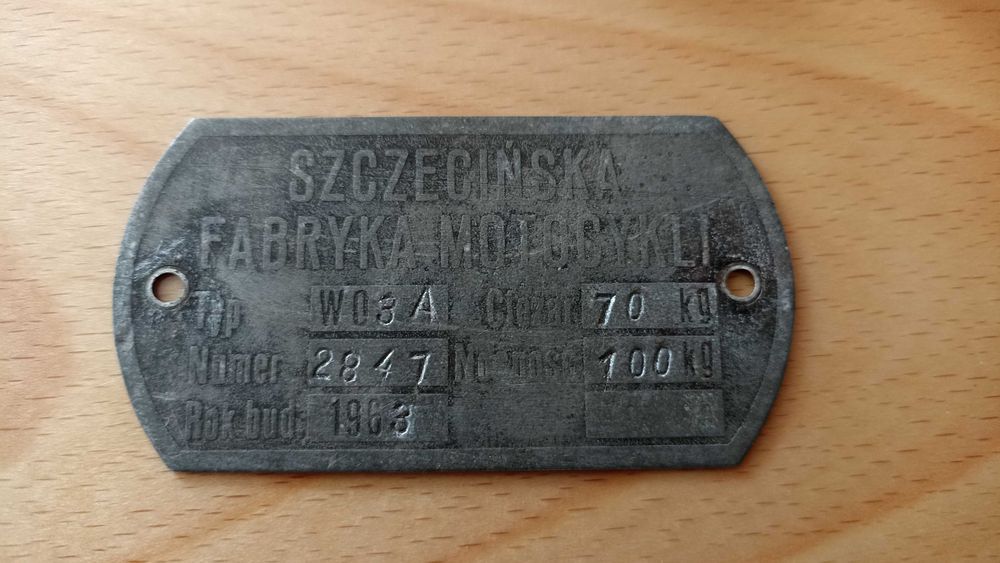 SZCZECIŃSKA
FABRYKA MOTOCYKLI
Typ W03A 70 kg
Numer 2847 100 kg
Rok bud. 1963